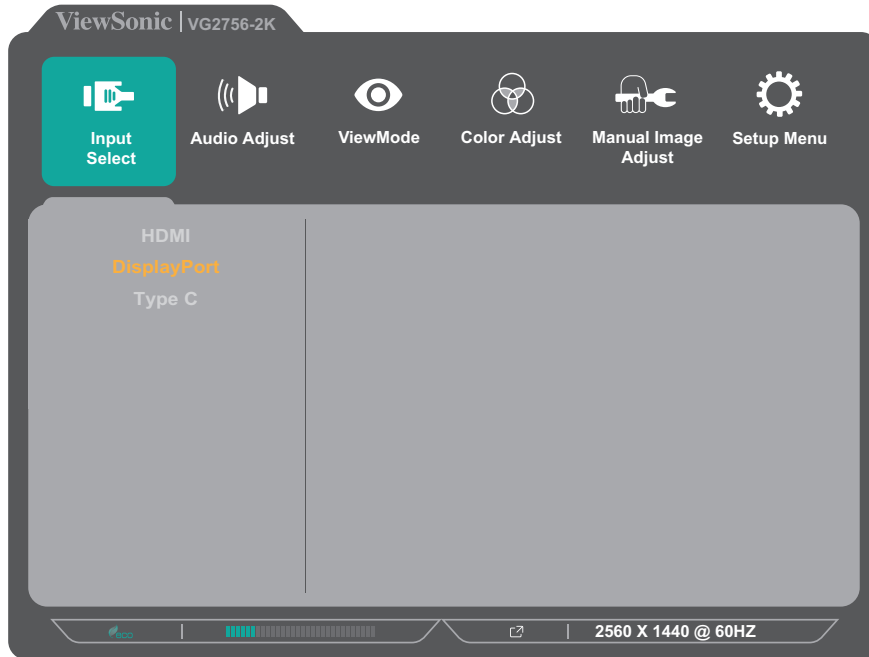 ViewSonic | VG2756-2K
Input Select
Audio Adjust
ViewMode
Color Adjust
Manual Image Adjust
Setup Menu
HDMI
DisplayPort
Type C
eco
2560 X 1440 @ 60HZ